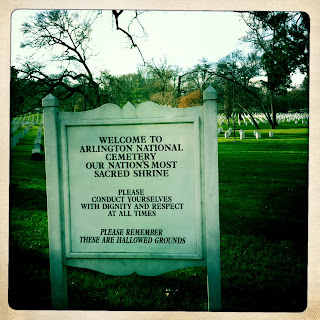 WELCOME TO
ARLINGTON NATIONAL
CEMETERY
OUR NATION'S MOST
SACRED SHRINE
PLEASE
CONDUCT YOURSELVES
WITH DIGNITY AND RESPECT
AT ALL TIMES
PLEASE REMEMBER
THESE ARE HALLOWED GROUNDS